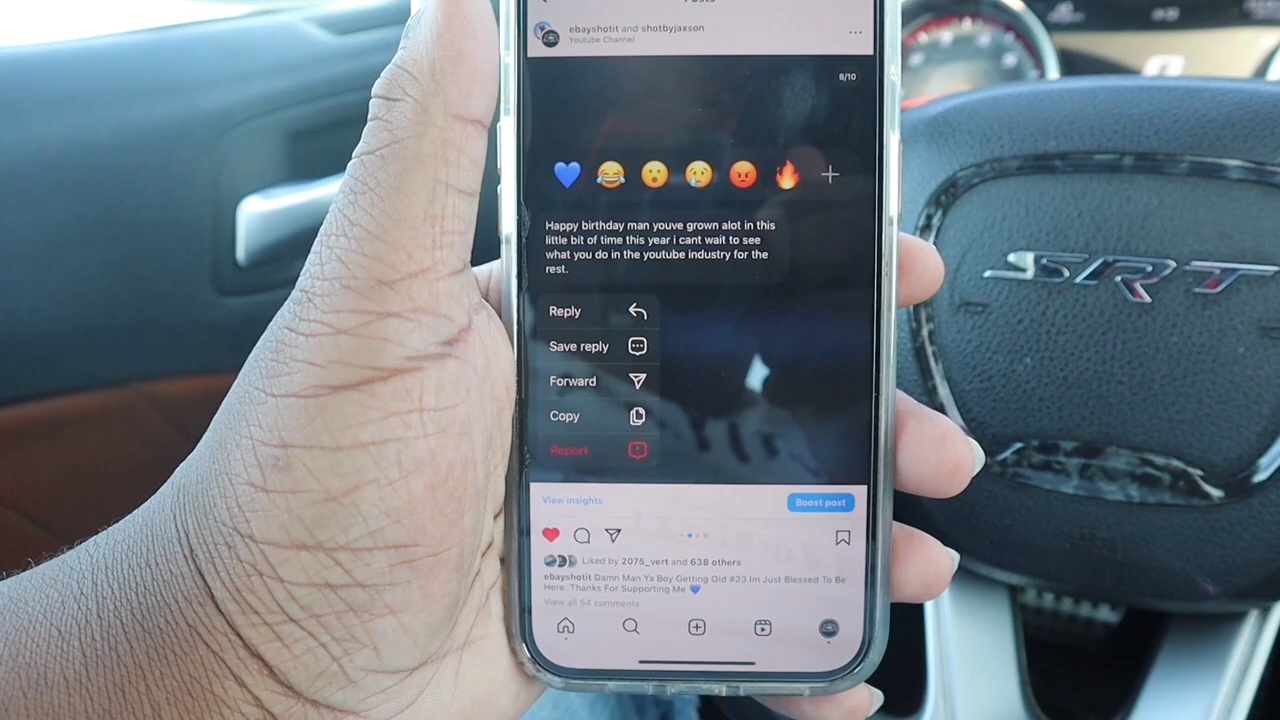 Posts
ebayshotit and shotbyjaxson
Youtube Channel
8/10
Happy birthday man youve grown alot in this
little bit of time this year i cant wait to see
what you do in the youtube industry for the
rest.
Reply
Save reply
Forward
Copy
Report
View insights
Boost post
Liked by 2075_vert and 638 others
ebayshotit Damn Man Ya Boy Getting Old #23 Im Just Blessed To Be
Here. Thanks For Supporting Me 💙
View all 54 comments
SRT